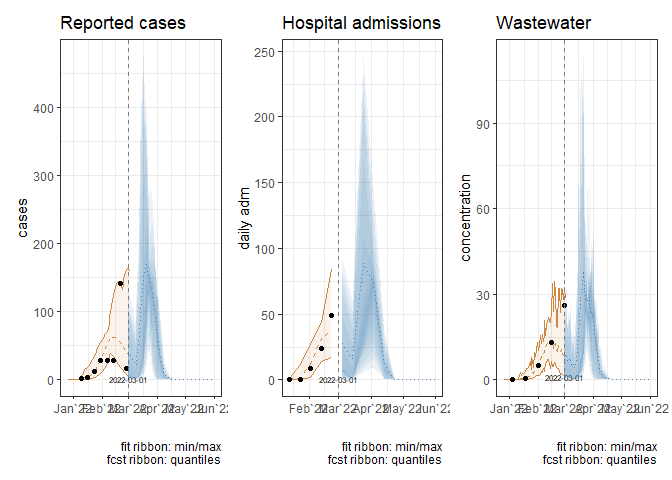 Reported cases
cases
400
300
200
100
0
2022-03-01
Jan`22 Feb`22 Mar`22 Apr`22 May`22 Jun`22
fit ribbon: min/max
fcst ribbon: quantiles
Hospital admissions
daily adm
250
200
150
100
50
0
2022-03-01
Feb`22 Mar`22 Apr`22 May`22 Jun`22
fit ribbon: min/max
fcst ribbon: quantiles
Wastewater
concentration
90
60
30
0
2022-03-01
Jan`22 Feb`22 Mar`22 Apr`22 May`22 Jun`22
fit ribbon: min/max
fcst ribbon: quantiles